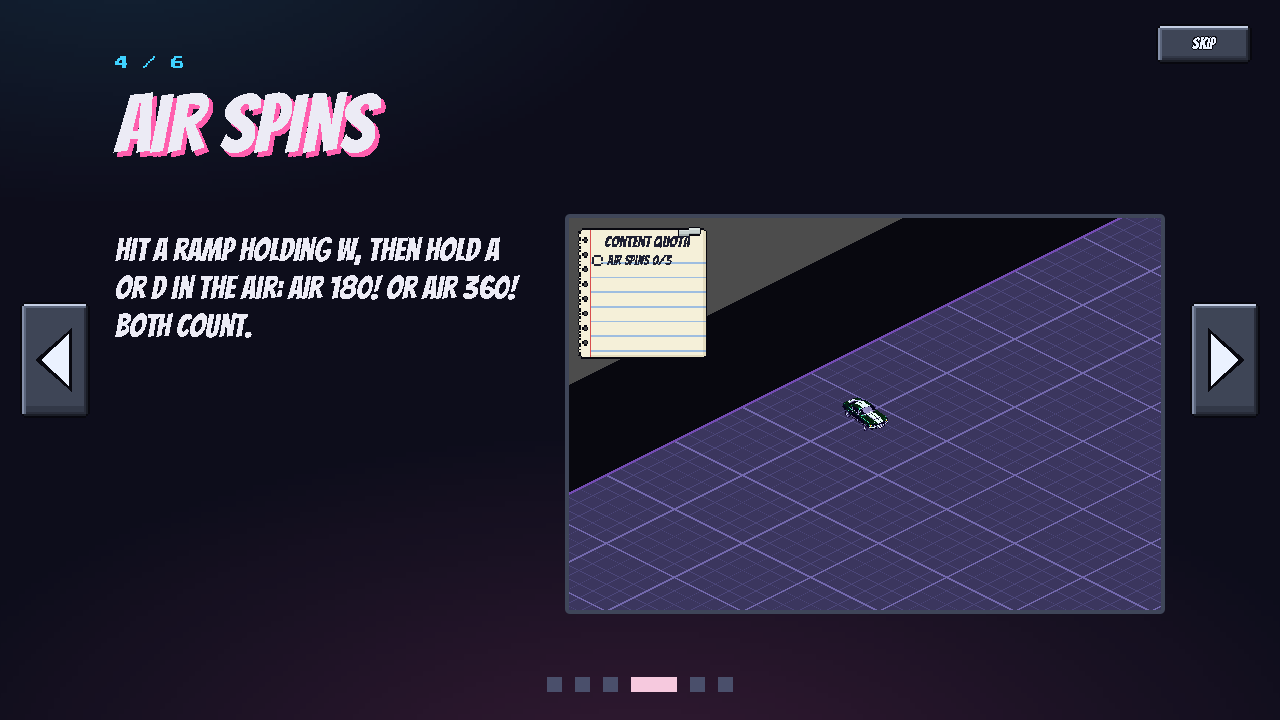 4 / 6
SKIP
AIR SPINS
HIT A RAMP HOLDING W, THEN HOLD A
OR D IN THE AIR: AIR 180! OR AIR 360!
BOTH COUNT.
CONTENT QUOTA
AIR SPINS 0/5